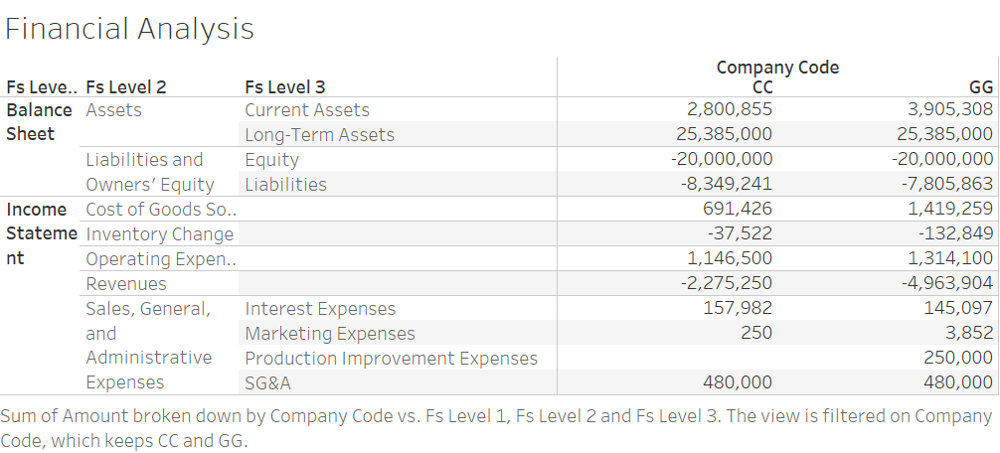 Financial Analysis
Company Code
Fs Leve.. Fs Level 2 Fs Level 3 CC GG
Balance Assets Current Assets 2,800,855 3,905,308
Sheet Long-Term Assets 25,385,000 25,385,000
Liabilities and Equity -20,000,000 -20,000,000
Owners’ Equity Liabilities -8,349,241 -7,805,863
Income Cost of Goods So.. 691,426 1,419,259
Stateme Inventory Change -37,522 -132,849
nt Operating Expen.. 1,146,500 1,314,100
Revenues -2,275,250 -4,963,904
Sales, General, Interest Expenses 157,982 145,097
and Marketing Expenses 250 3,852
Administrative Production Improvement Expenses 250,000
Expenses SG&A 480,000 480,000
Sum of Amount broken down by Company Code vs. Fs Level 1, Fs Level 2 and Fs Level 3. The view is filtered on Company
Code, which keeps CC and GG.